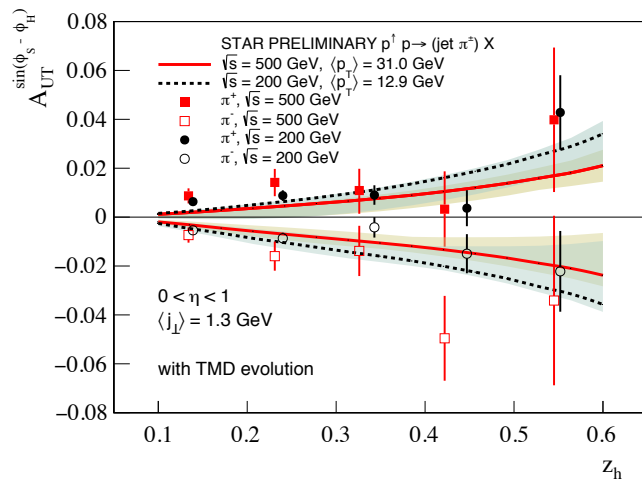 A_UT^sin(ϕ_S - ϕ_H)
0.08
0.06
0.04
0.02
0
−0.02
−0.04
−0.06
−0.08
STAR PRELIMINARY p↑ p→ (jet π±) X
√s = 500 GeV, ⟨p_T⟩ = 31.0 GeV
√s = 200 GeV, ⟨p_T⟩ = 12.9 GeV
π+, √s = 500 GeV
π-, √s = 500 GeV
π+, √s = 200 GeV
π-, √s = 200 GeV
0 < η < 1
⟨j⊥⟩ = 1.3 GeV
with TMD evolution
0.1 0.2 0.3 0.4 0.5 0.6
z_h